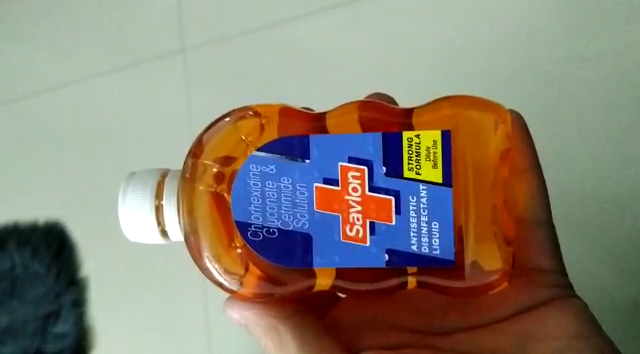 Chlorhexidine
Gluconate &
Cetrimide
Solution
Savlon
STRONG
FORMULA
Dilute
Before Use
ANTISEPTIC
DISINFECTANT
LIQUID